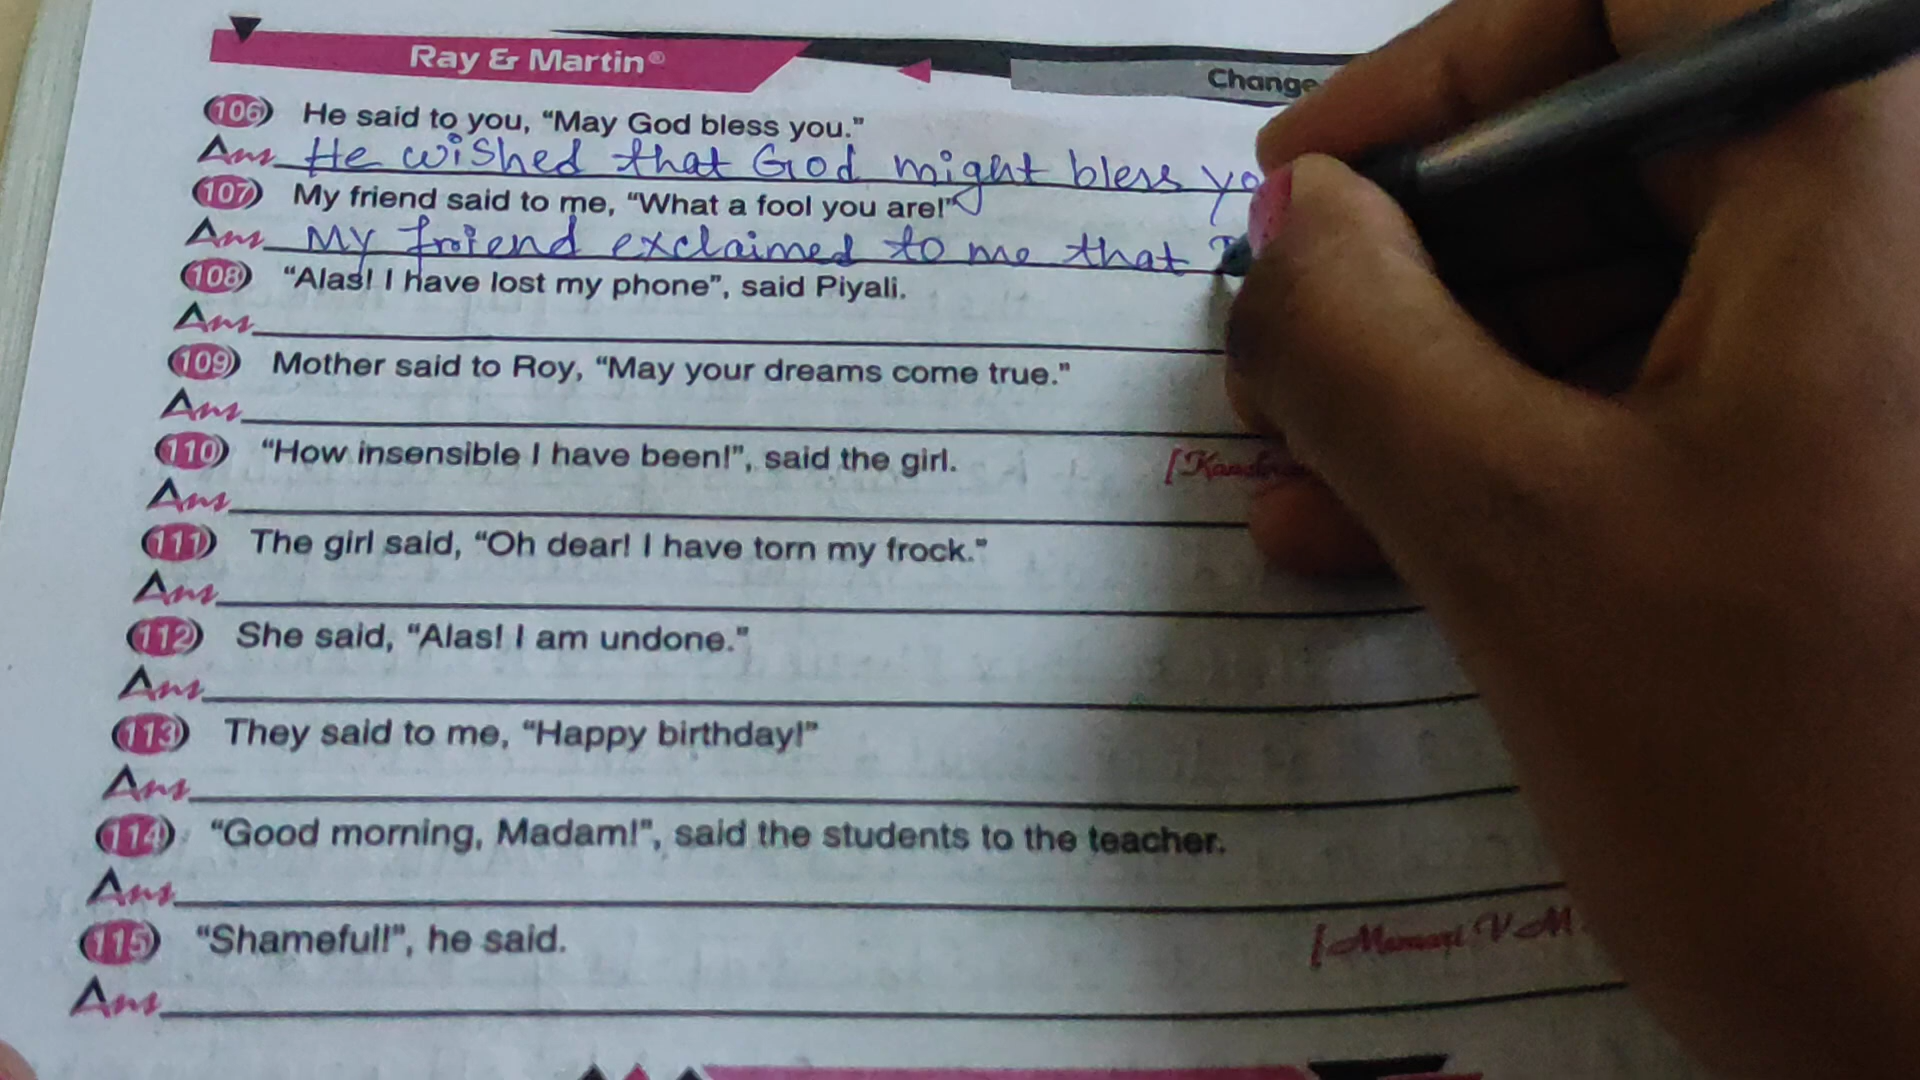 Ray & Martin®
Change
106 He said to you, “May God bless you.”
Ans He wished that God might bless
107 My friend said to me, “What a fool you are!”
Ans My friend exclaimed to me that
108 “Alas! I have lost my phone”, said Piyali.
Ans
109 Mother said to Roy, “May your dreams come true.”
Ans
110 “How insensible I have been!”, said the girl.
Ans
111 The girl said, “Oh dear! I have torn my frock.”
Ans
112 She said, “Alas! I am undone.”
Ans
113 They said to me, “Happy birthday!”
Ans
114 “Good morning, Madam!”, said the students to the teacher.
Ans
115 “Shameful!”, he said.
Ans